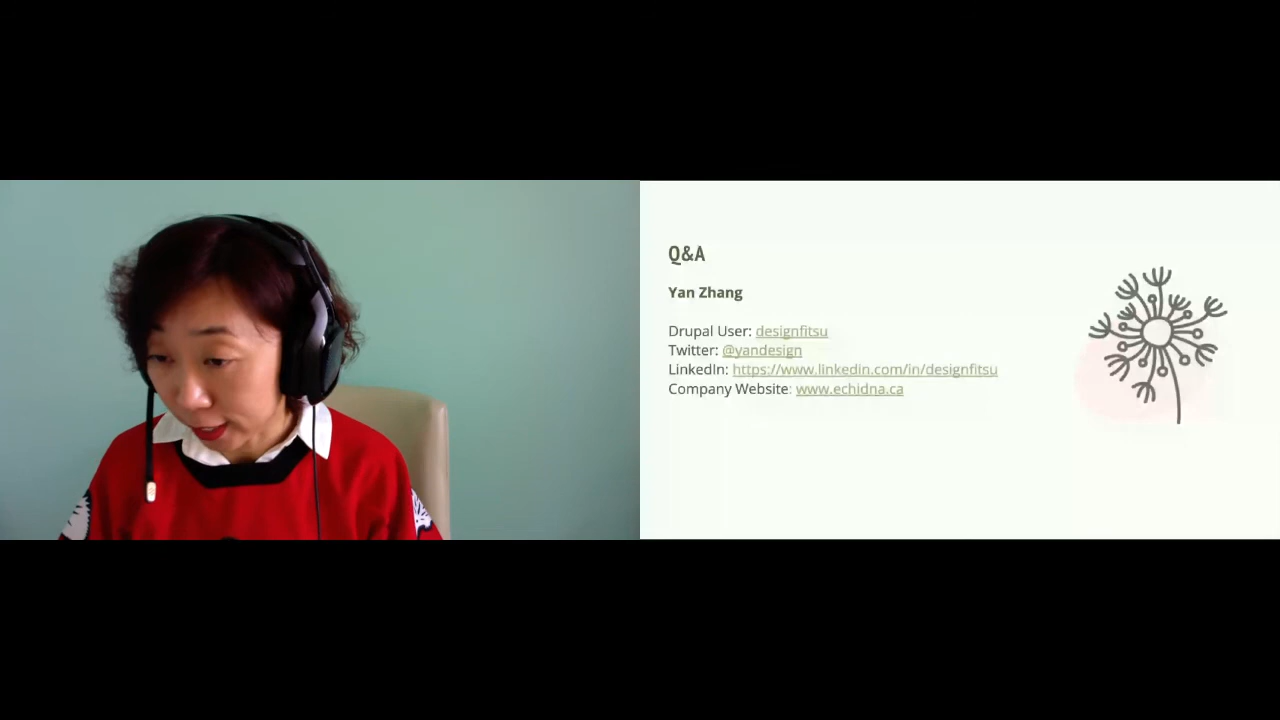 Q&A
Yan Zhang
Drupal User: designfitsu
Twitter: @yandesign
LinkedIn: https://www.linkedin.com/in/designfitsu
Company Website: www.echidna.ca